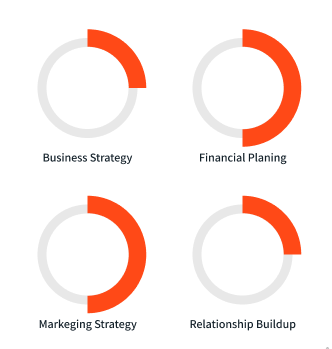 Business Strategy
Financial Planing
Markeging Strategy
Relationship Buildup